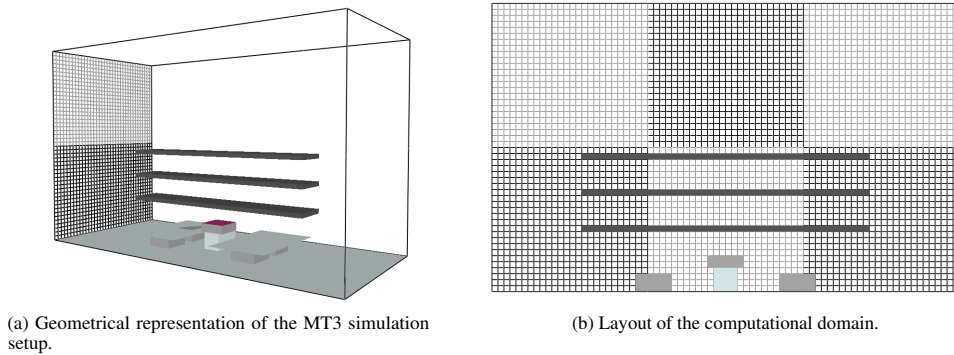 (a) Geometrical representation of the MT3 simulation
setup.
(b) Layout of the computational domain.